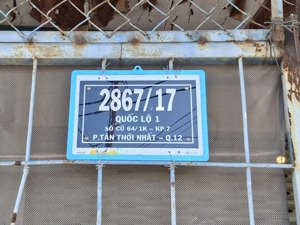 2867/17
QUỐC LỘ 1
SỐ CŨ 64/1K - KP.7
P.TÂN THỚI NHẤT - Q.12